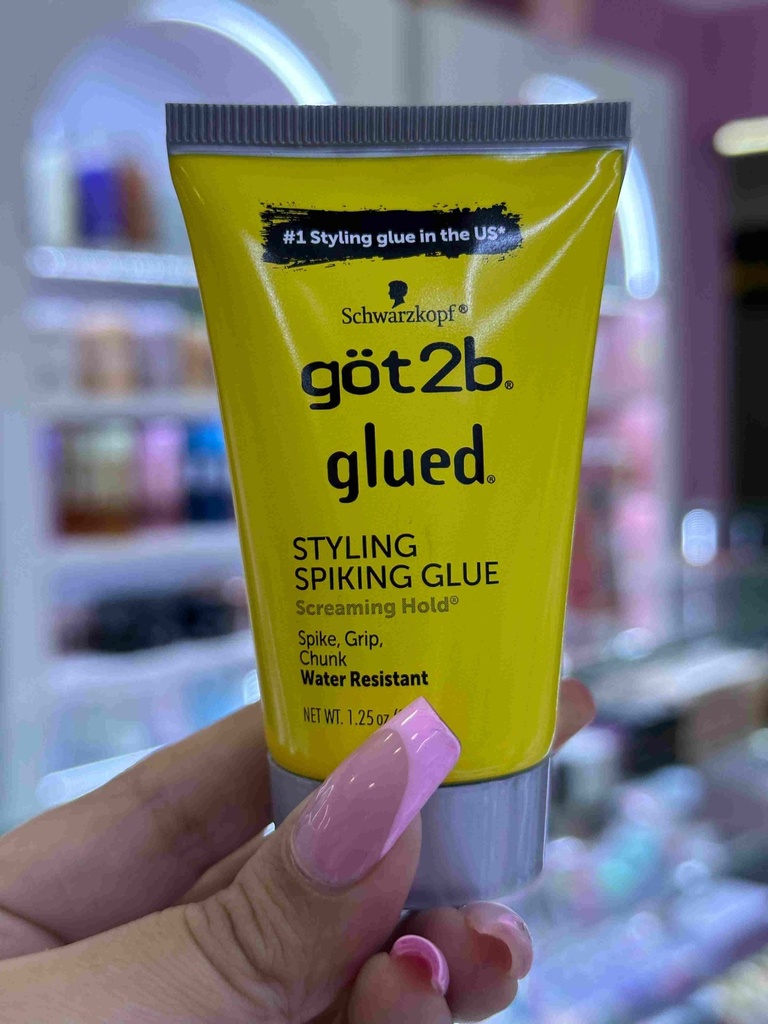 #1 Styling glue in the US*
Schwarzkopf®
göt2b®
glued®
STYLING
SPIKING GLUE
Screaming Hold®
Spike, Grip,
Chunk
Water Resistant
NET WT. 1.25 oz